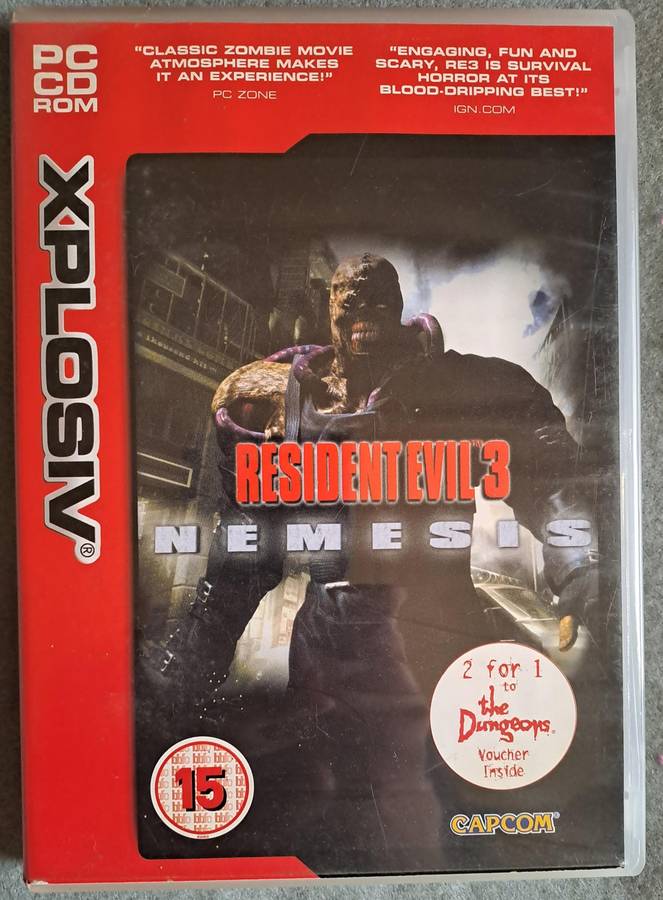 PC
CD
ROM
"CLASSIC ZOMBIE MOVIE
ATMOSPHERE MAKES
IT AN EXPERIENCE!"
PC ZONE
"ENGAGING, FUN AND
SCARY, RE3 IS SURVIVAL
HORROR AT ITS
BLOOD-DRIPPING BEST!"
IGN.COM
XPLOSIV®
RESIDENT EVIL™3
NEMESIS
2 for 1
to
the
Dungeons®
Voucher
Inside
15
CAPCOM®